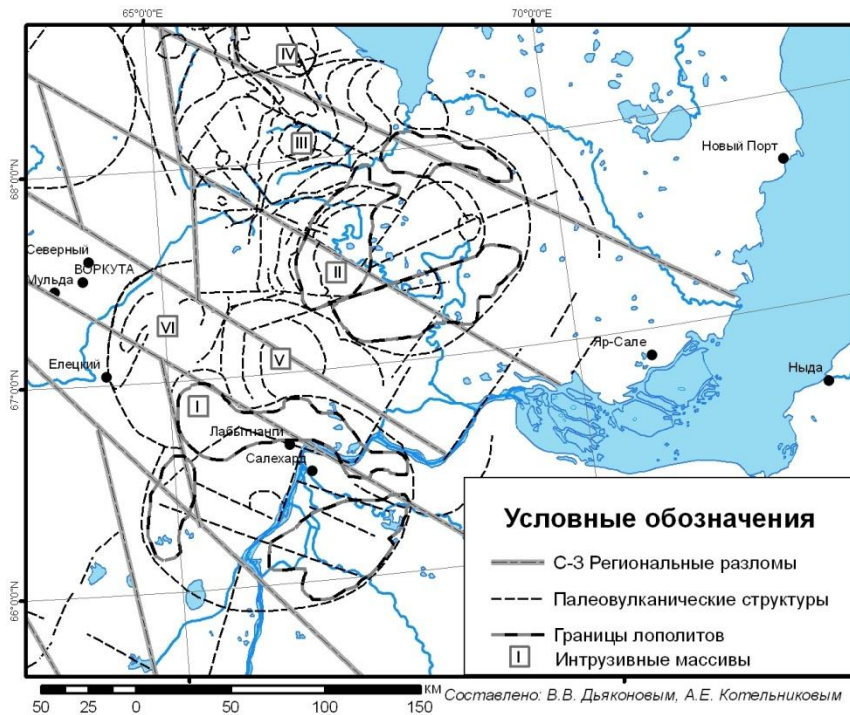 65°0'0"E
70°0'0"E
IV
III
Новый Порт
68°0'0"N
Северный
ВОРКУТА
Мульда
II
VI
V
Яр-Сале
Ныда
Елецкий
67°0'0"N
I
Лабытнанги
Салехард
66°0'0"N
Условные обозначения
С-З Региональные разломы
Палеовулканические структуры
Границы лополитов
I Интрузивные массивы
50 25 0 50 100 150 КМ
Составлено: В.В. Дьяконовым, А.Е. Котельниковым